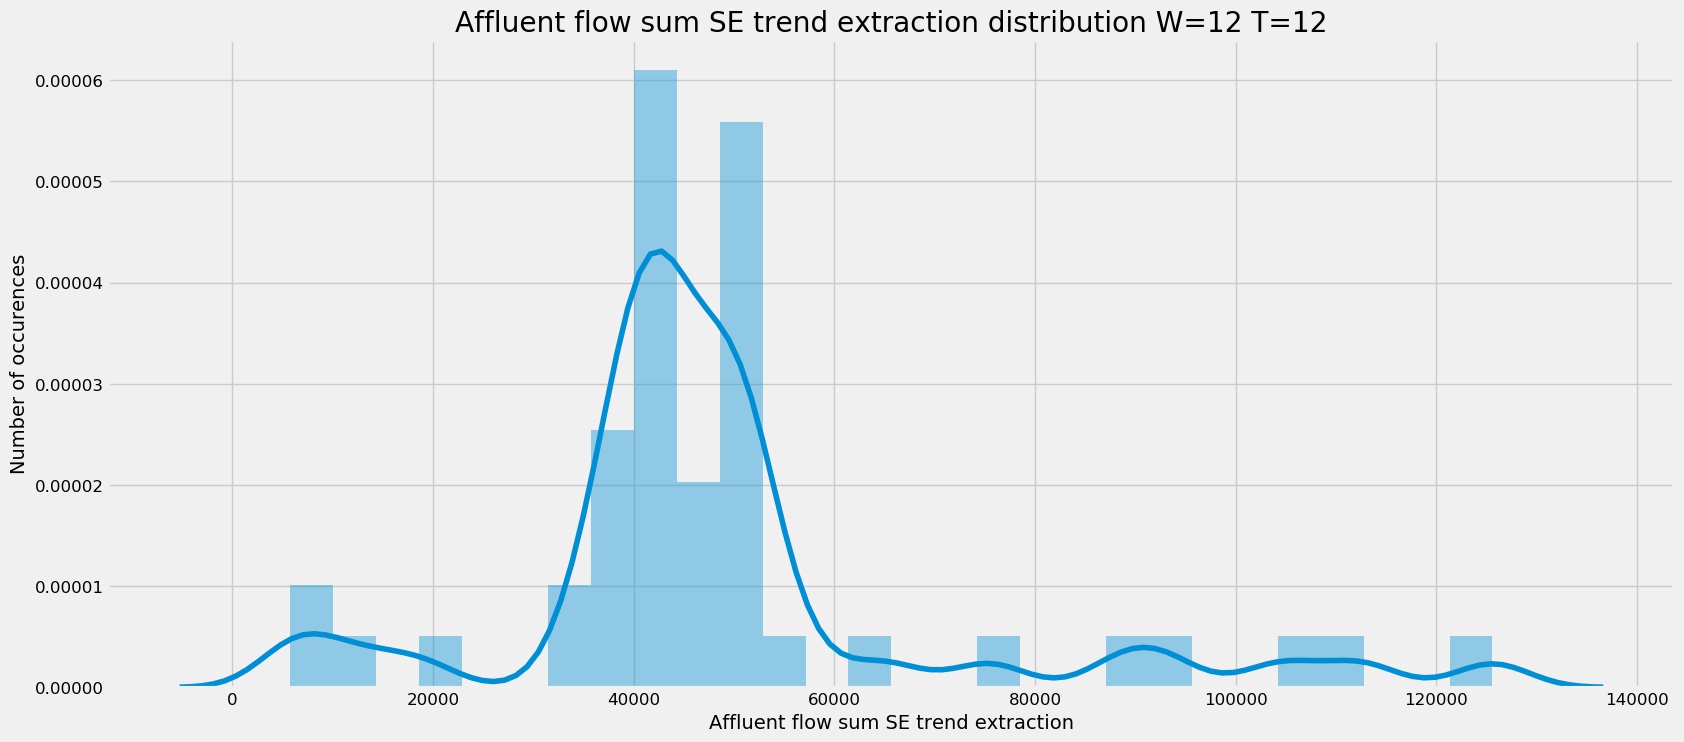 Affluent flow sum SE trend extraction distribution W=12 T=12
Number of occurences
0.00006
0.00005
0.00004
0.00003
0.00002
0.00001
0.00000
0 20000 40000 60000 80000 100000 120000 140000
Affluent flow sum SE trend extraction